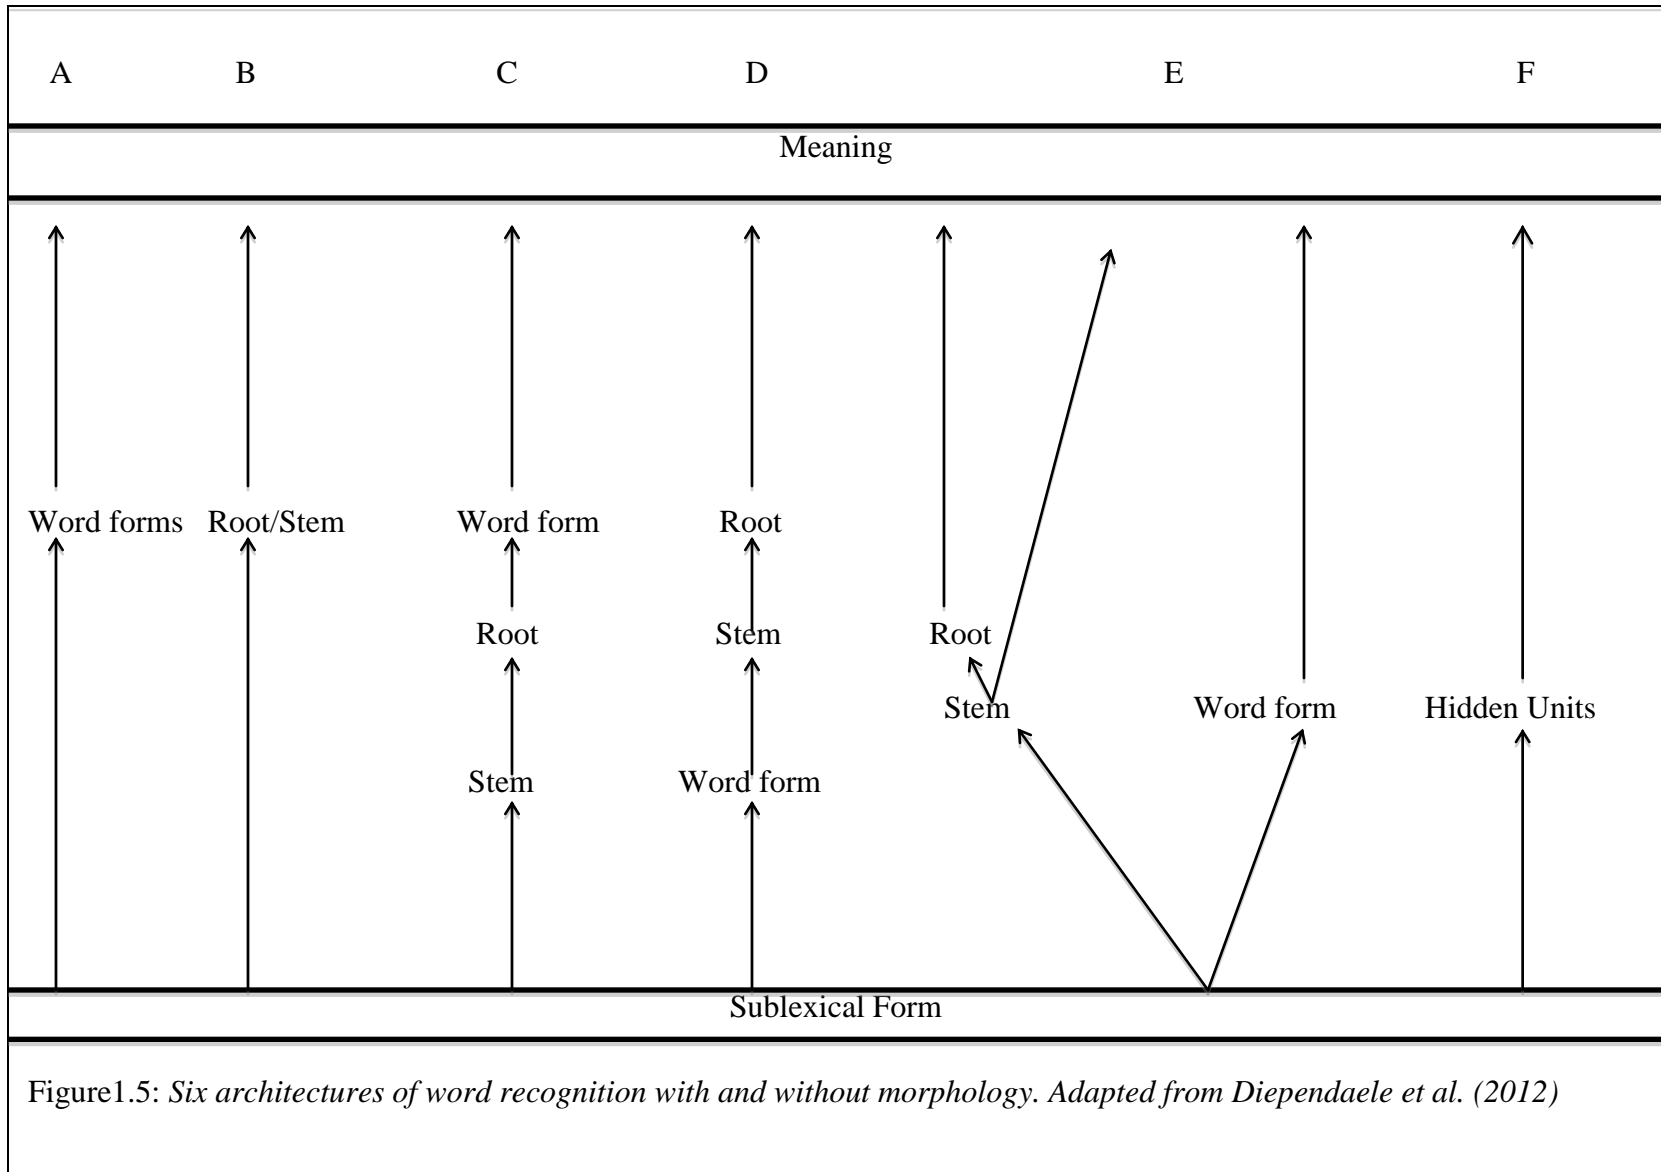 A B C D E F
Meaning
Word forms Root/Stem Word form Root
Root Stem Root
Stem Word form Hidden Units
Stem Word form
Sublexical Form
Figure1.5: Six architectures of word recognition with and without morphology. Adapted from Diependaele et al. (2012)